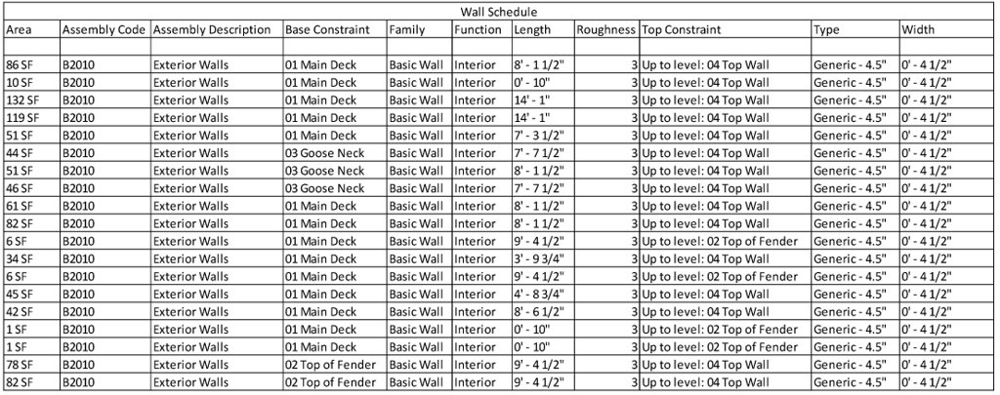 Wall Schedule
Area Assembly Code Assembly Description Base Constraint Family Function Length Roughness Top Constraint Type Width
86 SF B2010 Exterior Walls 01 Main Deck Basic Wall Interior 8' - 1 1/2" 3 Up to level: 04 Top Wall Generic - 4.5" 0' - 4 1/2"
10 SF B2010 Exterior Walls 01 Main Deck Basic Wall Interior 0' - 10" 3 Up to level: 04 Top Wall Generic - 4.5" 0' - 4 1/2"
132 SF B2010 Exterior Walls 01 Main Deck Basic Wall Interior 14' - 1" 3 Up to level: 04 Top Wall Generic - 4.5" 0' - 4 1/2"
119 SF B2010 Exterior Walls 01 Main Deck Basic Wall Interior 14' - 1" 3 Up to level: 04 Top Wall Generic - 4.5" 0' - 4 1/2"
51 SF B2010 Exterior Walls 01 Main Deck Basic Wall Interior 7' - 3 1/2" 3 Up to level: 04 Top Wall Generic - 4.5" 0' - 4 1/2"
44 SF B2010 Exterior Walls 03 Goose Neck Basic Wall Interior 7' - 7 1/2" 3 Up to level: 04 Top Wall Generic - 4.5" 0' - 4 1/2"
51 SF B2010 Exterior Walls 03 Goose Neck Basic Wall Interior 8' - 1 1/2" 3 Up to level: 04 Top Wall Generic - 4.5" 0' - 4 1/2"
46 SF B2010 Exterior Walls 03 Goose Neck Basic Wall Interior 7' - 7 1/2" 3 Up to level: 04 Top Wall Generic - 4.5" 0' - 4 1/2"
61 SF B2010 Exterior Walls 01 Main Deck Basic Wall Interior 8' - 1 1/2" 3 Up to level: 04 Top Wall Generic - 4.5" 0' - 4 1/2"
82 SF B2010 Exterior Walls 01 Main Deck Basic Wall Interior 8' - 1 1/2" 3 Up to level: 04 Top Wall Generic - 4.5" 0' - 4 1/2"
6 SF B2010 Exterior Walls 01 Main Deck Basic Wall Interior 9' - 4 1/2" 3 Up to level: 02 Top of Fender Generic - 4.5" 0' - 4 1/2"
34 SF B2010 Exterior Walls 01 Main Deck Basic Wall Interior 3' - 9 3/4" 3 Up to level: 04 Top Wall Generic - 4.5" 0' - 4 1/2"
6 SF B2010 Exterior Walls 01 Main Deck Basic Wall Interior 9' - 4 1/2" 3 Up to level: 02 Top of Fender Generic - 4.5" 0' - 4 1/2"
45 SF B2010 Exterior Walls 01 Main Deck Basic Wall Interior 4' - 8 3/4" 3 Up to level: 04 Top Wall Generic - 4.5" 0' - 4 1/2"
42 SF B2010 Exterior Walls 01 Main Deck Basic Wall Interior 8' - 6 1/2" 3 Up to level: 04 Top Wall Generic - 4.5" 0' - 4 1/2"
1 SF B2010 Exterior Walls 01 Main Deck Basic Wall Interior 0' - 10" 3 Up to level: 02 Top of Fender Generic - 4.5" 0' - 4 1/2"
1 SF B2010 Exterior Walls 01 Main Deck Basic Wall Interior 0' - 10" 3 Up to level: 02 Top of Fender Generic - 4.5" 0' - 4 1/2"
78 SF B2010 Exterior Walls 02 Top of Fender Basic Wall Interior 9' - 4 1/2" 3 Up to level: 04 Top Wall Generic - 4.5" 0' - 4 1/2"
82 SF B2010 Exterior Walls 02 Top of Fender Basic Wall Interior 9' - 4 1/2" 3 Up to level: 04 Top Wall Generic - 4.5" 0' - 4 1/2"